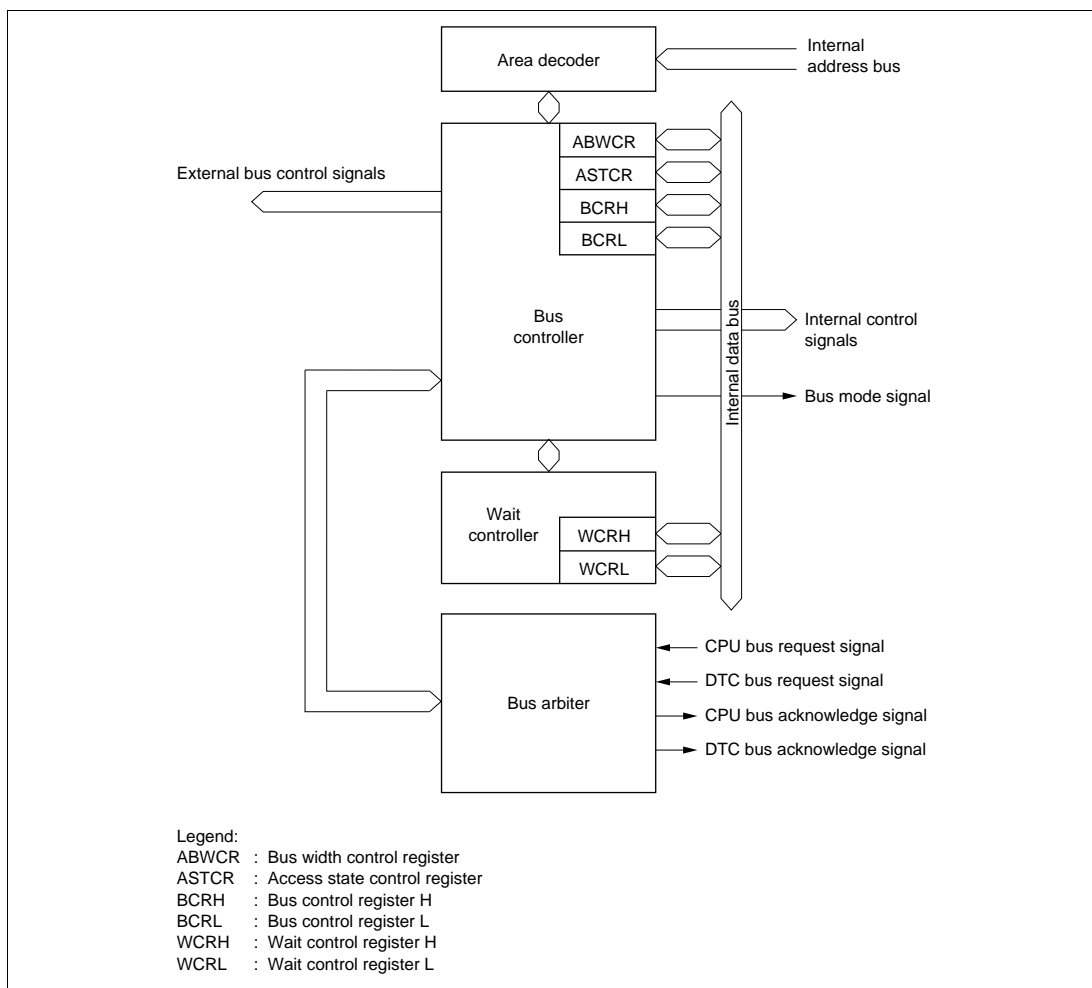 Area decoder
Internal
address bus
ABWCR
ASTCR
BCRH
BCRL
External bus control signals
Bus
controller
Internal data bus
Internal control
signals
Bus mode signal
Wait
controller
WCRH
WCRL
Bus arbiter
CPU bus request signal
DTC bus request signal
CPU bus acknowledge signal
DTC bus acknowledge signal
Legend:
ABWCR : Bus width control register
ASTCR : Access state control register
BCRH : Bus control register H
BCRL : Bus control register L
WCRH : Wait control register H
WCRL : Wait control register L